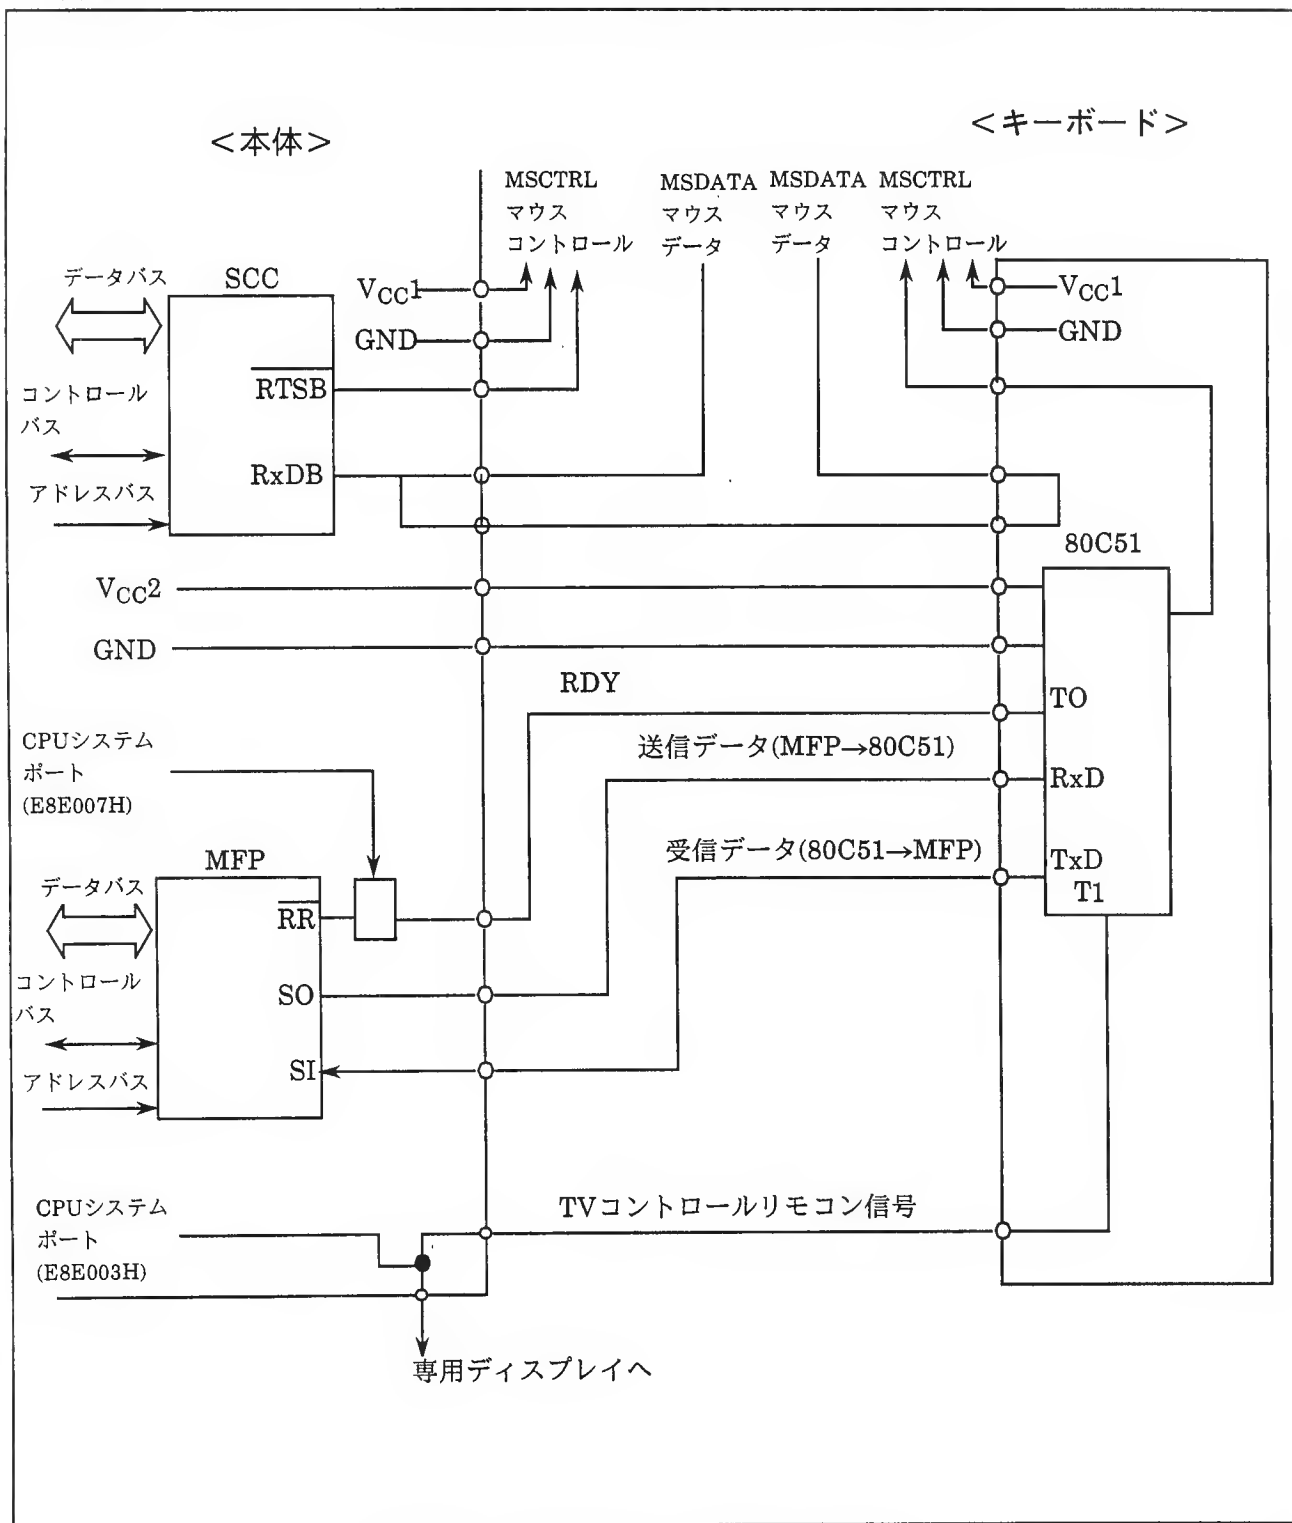 ＜本体＞
＜キーボード＞
MSCTRL
マウス
コントロール
MSDATA
マウス
データ
MSDATA
マウス
データ
MSCTRL
マウス
コントロール
データバス
SCC
VCC1
GND
RTSB
コントロール
バス
RxDB
アドレスバス
VCC1
GND
80C51
VCC2
GND
RDY
TO
CPUシステム
ポート
(E8E007H)
送信データ(MFP→80C51)
RxD
受信データ(80C51→MFP)
TxD
T1
MFP
データバス
RR
コントロール
バス
SO
SI
アドレスバス
CPUシステム
ポート
(E8E003H)
TVコントロールリモコン信号
専用ディスプレイへ